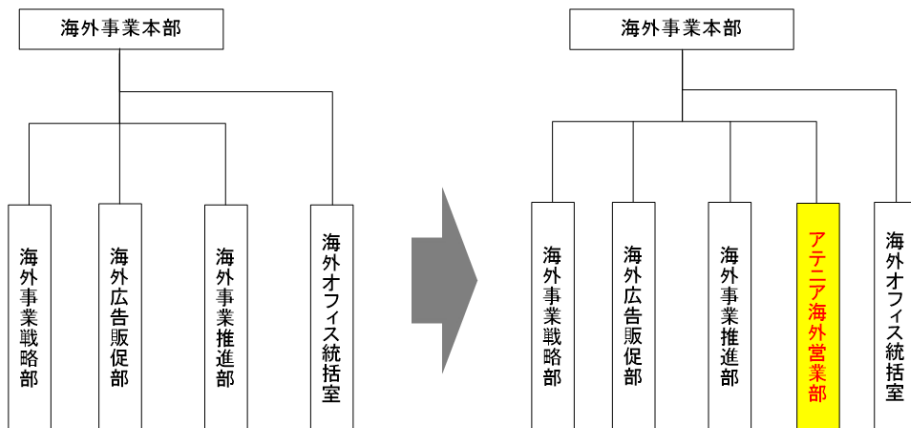 海外事業本部
海外事業戦略部
海外広告販促部
海外事業推進部
海外オフィス統括室
海外事業本部
海外事業戦略部
海外広告販促部
海外事業推進部
アテニア海外営業部
海外オフィス統括室